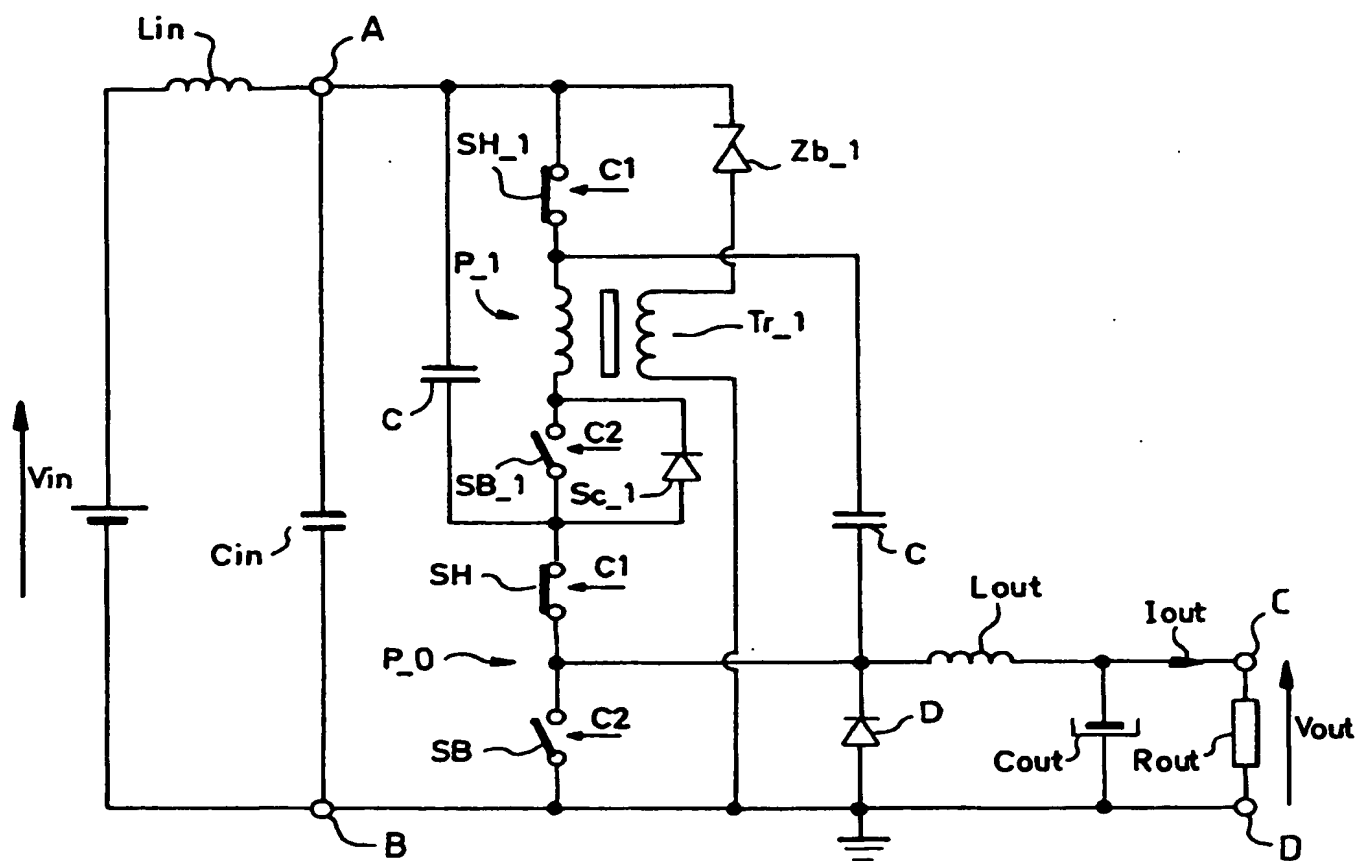 Lin
A
SH_1
C1
Zb_1
P_1
Tr_1
C
C2
SB_1
Sc_1
Vin
Cin
C
SH
C1
Lout
Iout
C
P_0
C2
SB
D
Cout
Rout
Vout
B
D